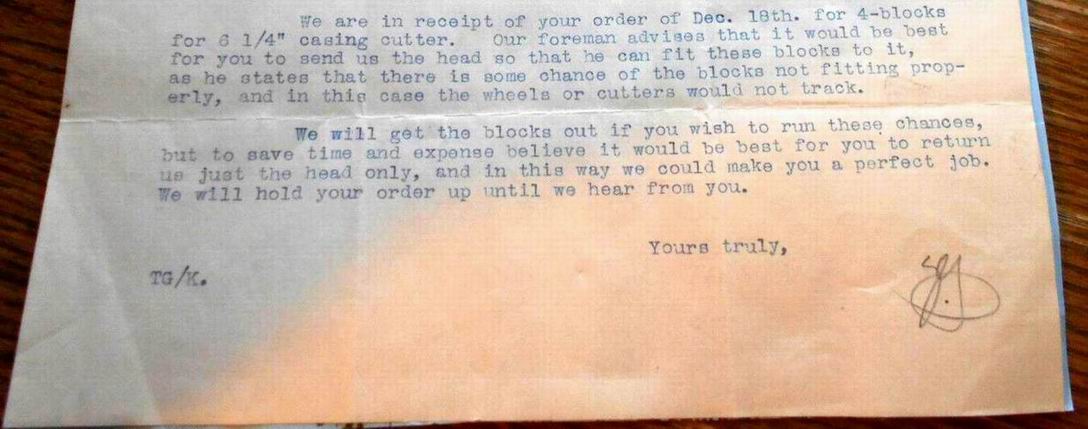 We are in receipt of your order of Dec. 18th. for 4-blocks
for 6 1/4" casing cutter. Our foreman advises that it would be best
for you to send us the head so that he can fit these blocks to it,
as he states that there is some chance of the blocks not fitting prop-
erly, and in this case the wheels or cutters would not track.
We will get the blocks out if you wish to run these chances,
but to save time and expense believe it would be best for you to return
us just the head only, and in this way we could make you a perfect job.
We will hold your order up until we hear from you.
Yours truly,
TG/K.